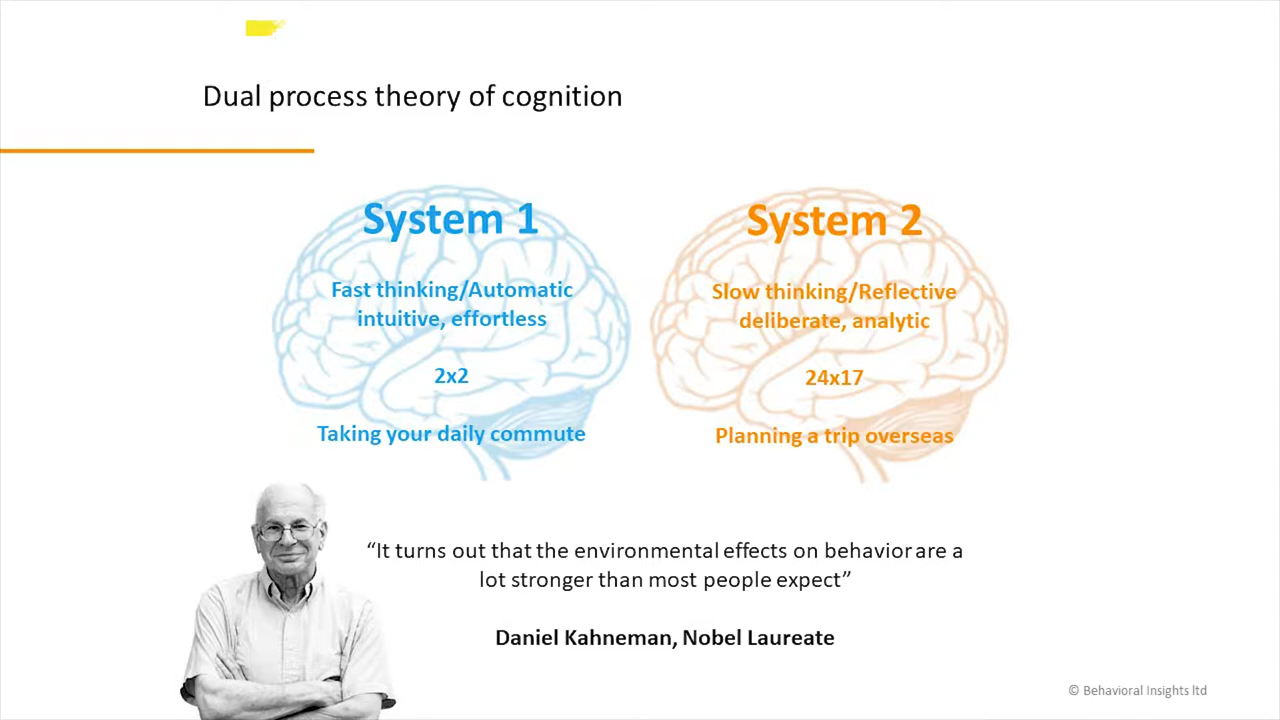 Dual process theory of cognition
System 1
Fast thinking/Automatic
intuitive, effortless
2x2
Taking your daily commute
System 2
Slow thinking/Reflective
deliberate, analytic
24x17
Planning a trip overseas
“It turns out that the environmental effects on behavior are a
lot stronger than most people expect”
Daniel Kahneman, Nobel Laureate
© Behavioral Insights ltd